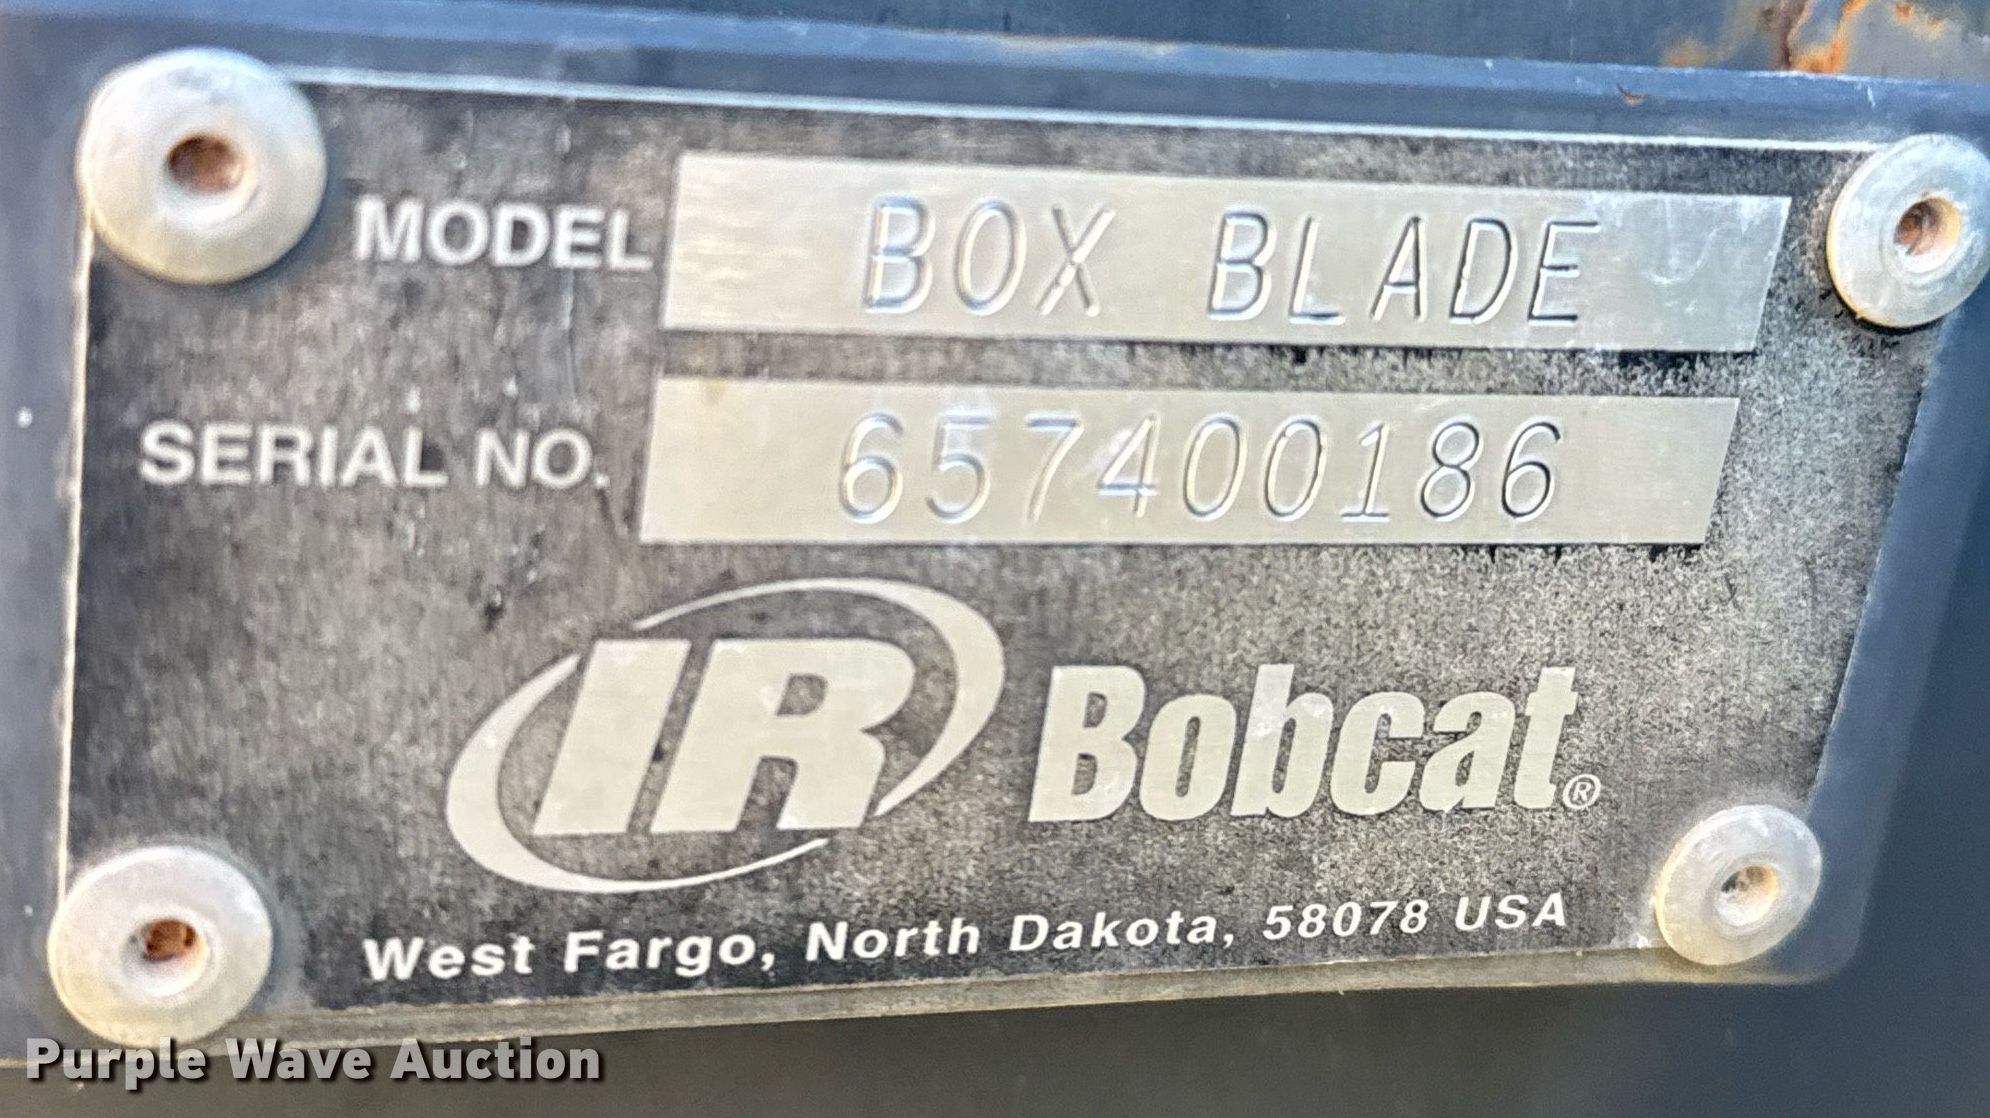 MODEL BOX BLADE
SERIAL NO. 657400186
IR Bobcat®
West Fargo, North Dakota, 58078 USA
Purple Wave Auction